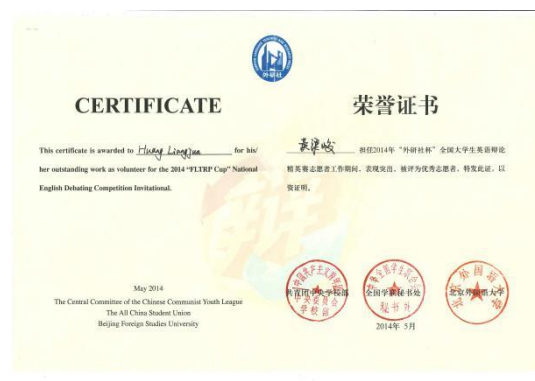 外研社
CERTIFICATE
This certificate is awarded to Huang Liangjun for his/
her outstanding work as volunteer for the 2014 “FLTRP Cup” National
English Debating Competition Invitational.
May 2014
The Central Committee of the Chinese Communist Youth League
The All China Student Union
Beijing Foreign Studies University
荣誉证书
担任2014年“外研社杯”全国大学生英语辩论
精英赛志愿者工作期间，表现突出，被评为优秀志愿者，特发此证，以
资证明。
共青团中央学校部
全国学联秘书处
北京外国语大学
2014年 5月